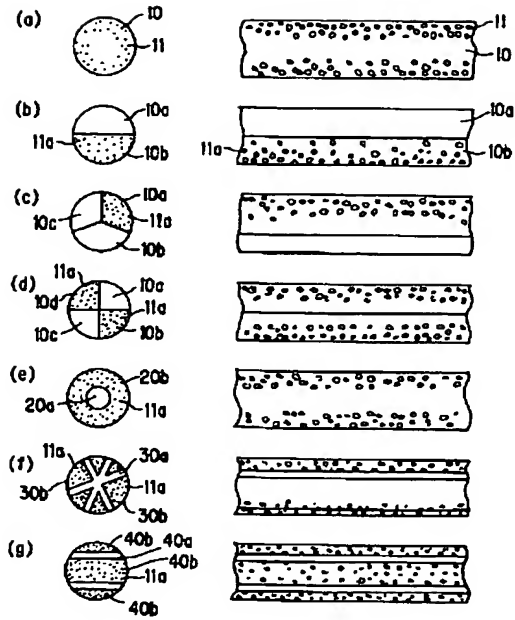 (a) 10 11 11 10
(b) 10a 11a 10b 10a 11a 10b
(c) 10a 10c 11a 10b
(d) 11a 10a 10d 11a 10c 10b
(e) 20b 20a 11a
(f) 11a 30a 11a 30b 30b
(g) 40b 40a 40b 11a 40b